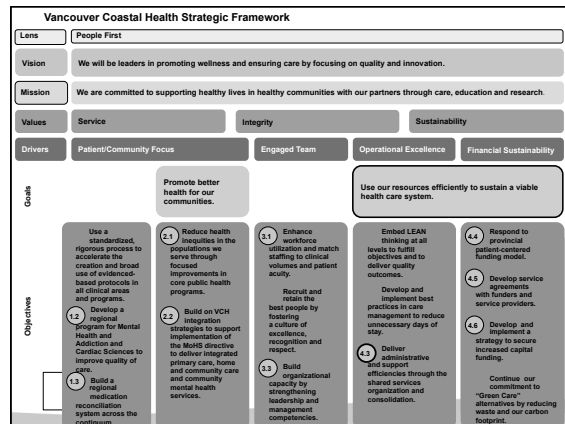 Vancouver Coastal Health Strategic Framework
Lens
People First
Vision
We will be leaders in promoting wellness and ensuring care by focusing on quality and innovation.
Mission
We are committed to supporting healthy lives in healthy communities with our partners through care, education and research.
Values
Service
Integrity
Sustainability
Drivers
Patient/Community Focus
Engaged Team
Operational Excellence
Financial Sustainability
Goals
Promote better
health for our
communities.
Use our resources efficiently to sustain a viable
health care system.
Objectives
Use a
standardized,
rigorous process to
accelerate the
creation and broad
use of evidenced-
based protocols in
all clinical areas
and programs.
1.2 Develop a
regional
program for Mental
Health and
Addiction and
Cardiac Sciences to
improve quality of
care.
1.3 Build a
regional
medication
reconciliation
system across the
continuum
2.1 Reduce health
inequities in the
populations we
serve through
focused
improvements in
core public health
programs.
2.2 Build on VCH
integration
strategies to support
implementation of
the MoHS directive
to deliver integrated
primary care, home
and community care
and community
mental health
services.
3.1 Enhance
workforce
utilization and match
staffing to clinical
volumes and patient
acuity.
Recruit and
retain the
best people by
fostering
a culture of
excellence,
recognition and
respect.
3.3 Build
organizational
capacity by
strengthening
leadership and
management
competencies.
Embed LEAN
thinking at all
levels to fulfill
objectives and to
deliver quality
outcomes.
Develop and
implement best
practices in care
management to reduce
unnecessary days of
stay.
4.3 Deliver
administrative
and support
efficiencies through the
shared services
organization and
consolidation.
4.4 Respond to
provincial
patient-centered
funding model.
4.5 Develop service
agreements
with funders and
service providers.
4.6 Develop and
implement a
strategy to secure
increased capital
funding.
Continue our
commitment to
“Green Care”
alternatives by reducing
waste and our carbon
footprint.